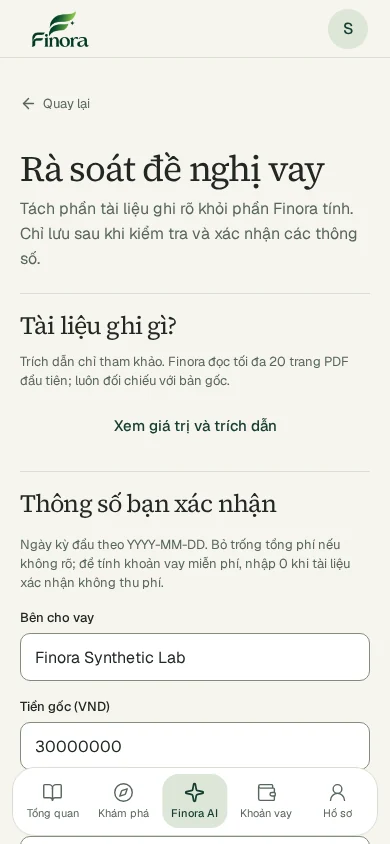 Finora
S
Quay lại
Rà soát đề nghị vay
Tách phần tài liệu ghi rõ khỏi phần Finora tính.
Chỉ lưu sau khi kiểm tra và xác nhận các thông
số.
Tài liệu ghi gì?
Trích dẫn chỉ tham khảo. Finora đọc tối đa 20 trang PDF
đầu tiên; luôn đối chiếu với bản gốc.
Xem giá trị và trích dẫn
Thông số bạn xác nhận
Ngày kỳ đầu theo YYYY-MM-DD. Bỏ trống tổng phí nếu
không rõ; để tính khoản vay miễn phí, nhập 0 khi tài liệu
xác nhận không thu phí.
Bên cho vay
Finora Synthetic Lab
Tiền gốc (VND)
30000000
Tổng quan
Khám phá
Finora AI
Khoản vay
Hồ sơ